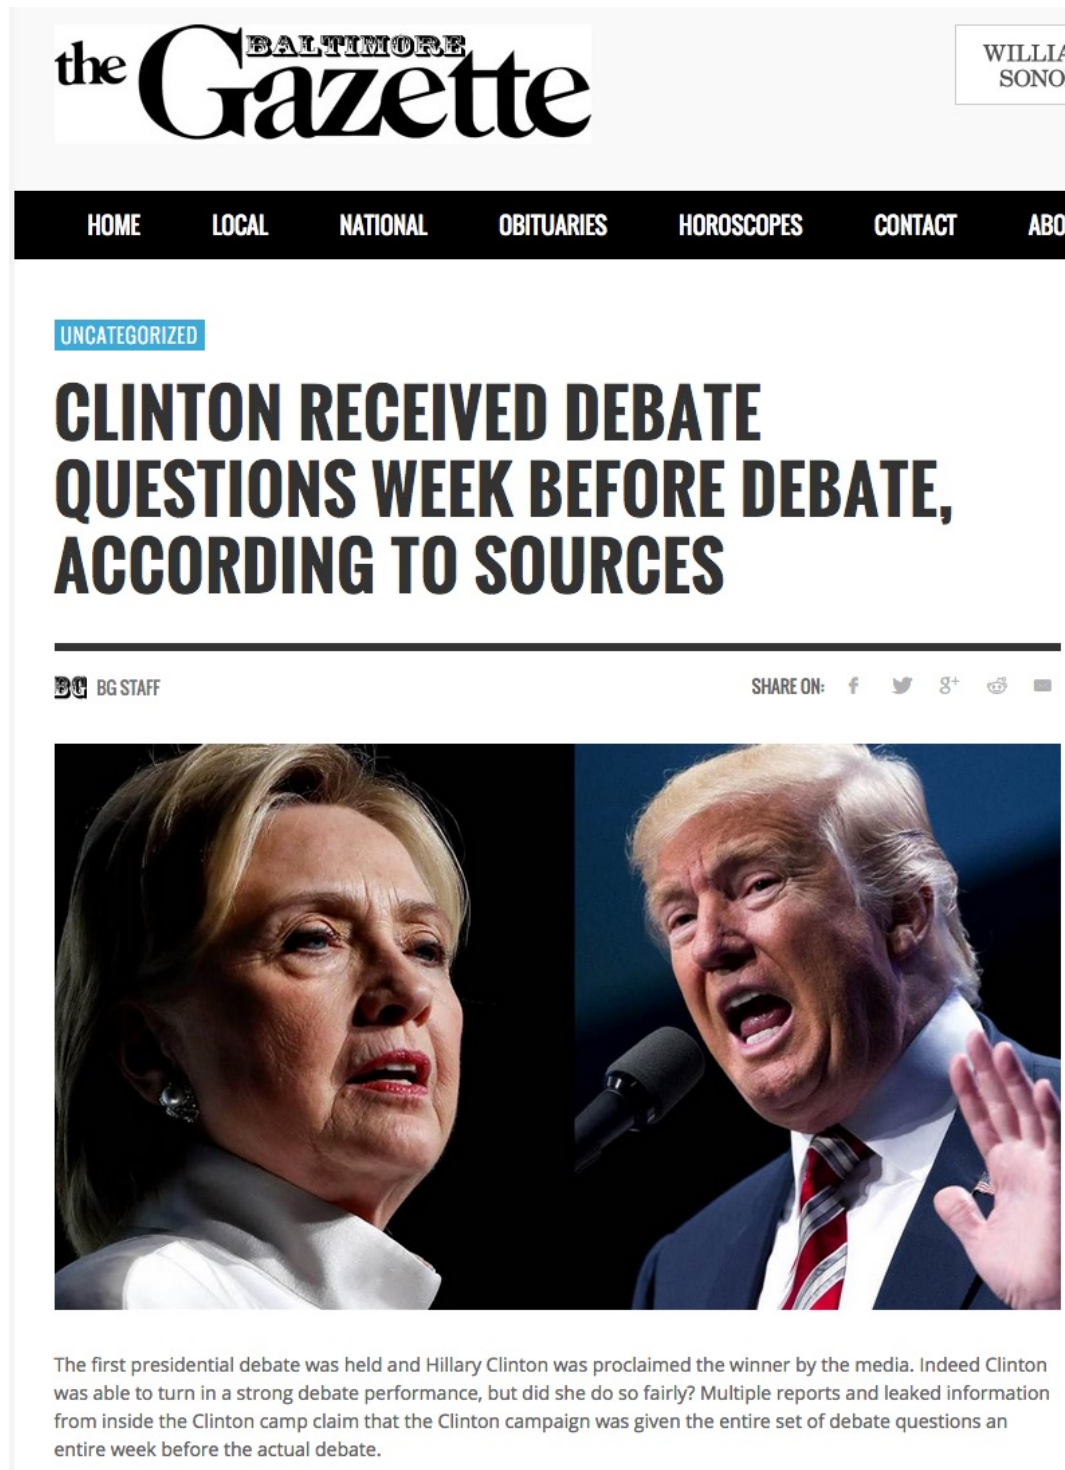 the BALTIMORE Gazette
HOME LOCAL NATIONAL OBITUARIES HOROSCOPES CONTACT
UNCATEGORIZED
CLINTON RECEIVED DEBATE
QUESTIONS WEEK BEFORE DEBATE,
ACCORDING TO SOURCES
BG BG STAFF
SHARE ON:
The first presidential debate was held and Hillary Clinton was proclaimed the winner by the media. Indeed Clinton
was able to turn in a strong debate performance, but did she do so fairly? Multiple reports and leaked information
from inside the Clinton camp claim that the Clinton campaign was given the entire set of debate questions an
entire week before the actual debate.